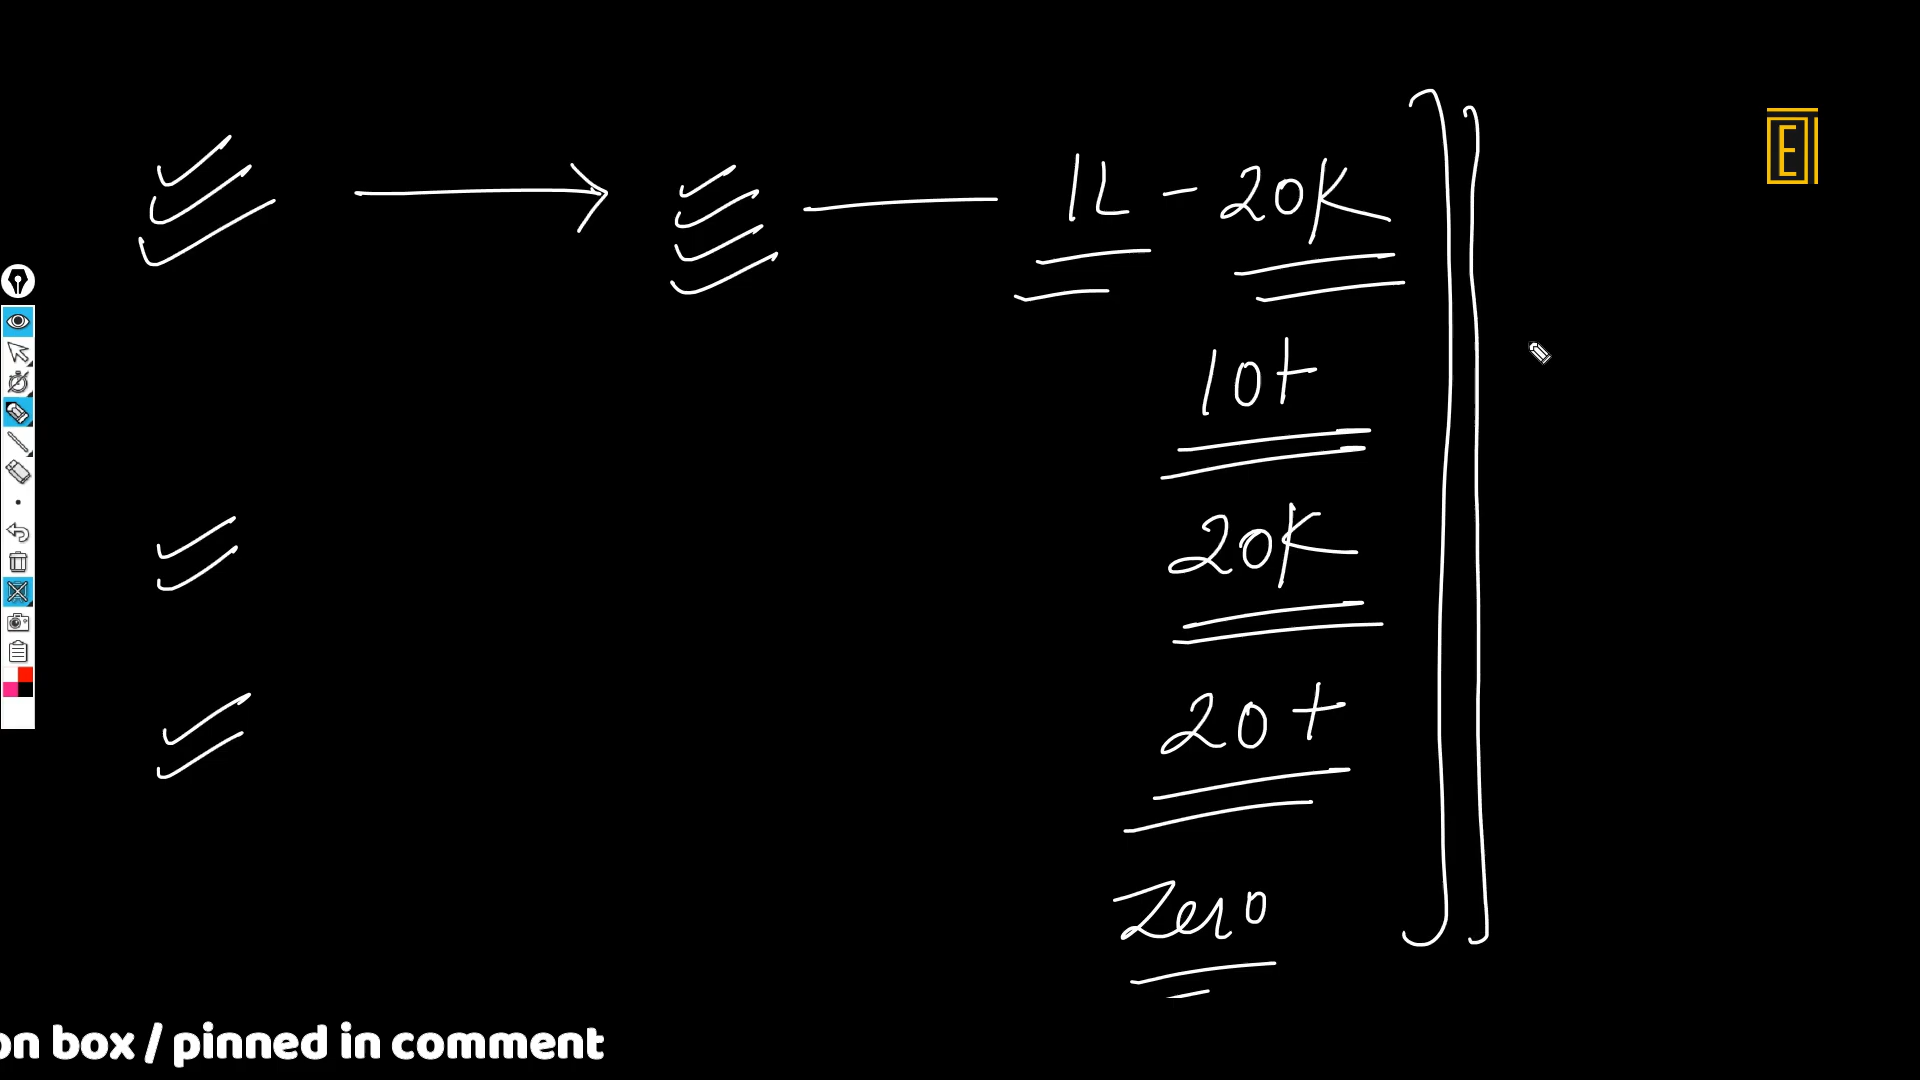 1L - 20K
E
10+
20K
20+
Zero
on box / pinned in comment